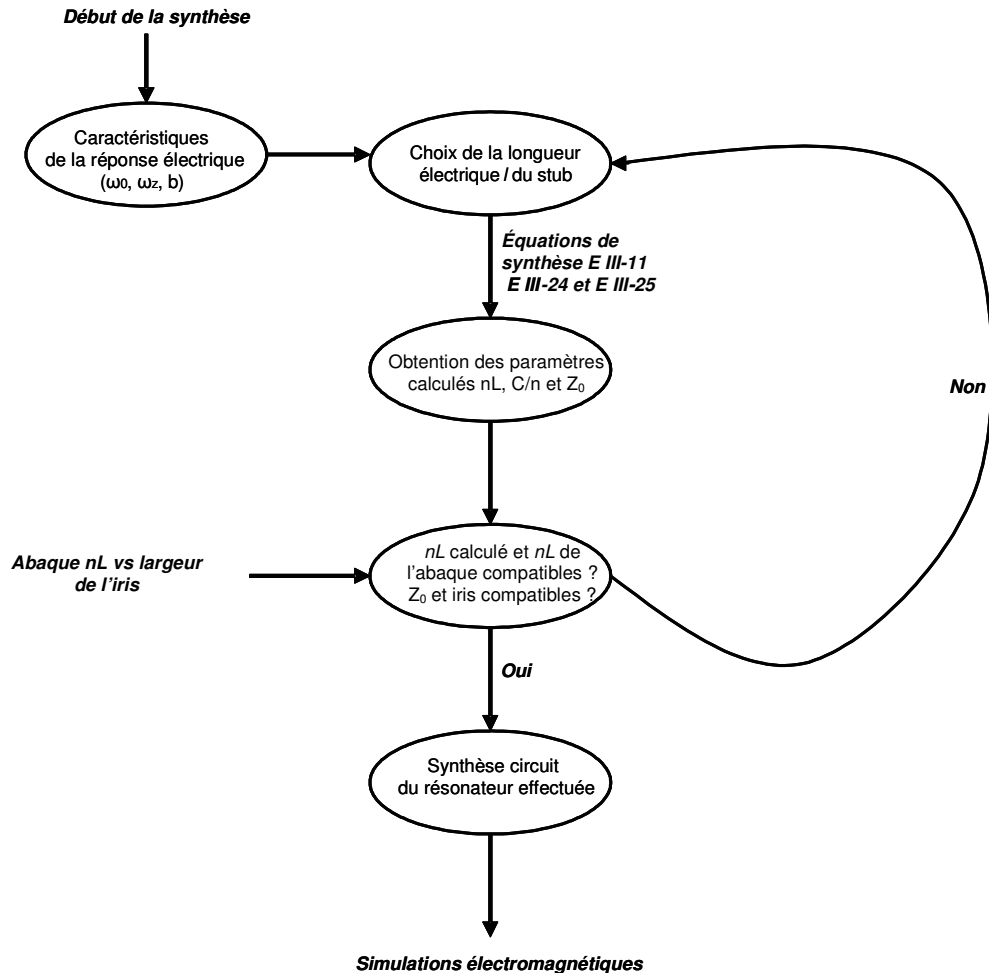 Début de la synthèse
Caractéristiques
de la réponse électrique
(ω0, ωz, b)
Choix de la longueur
électrique l du stub
Équations de
synthèse E III-11
E III-24 et E III-25
Obtention des paramètres
calculés nL, C/n et Z₀
Non
Abaque nL vs largeur
de l'iris
nL calculé et nL de
l'abaque compatibles ?
Z₀ et iris compatibles ?
Oui
Synthèse circuit
du résonateur effectuée
Simulations électromagnétiques